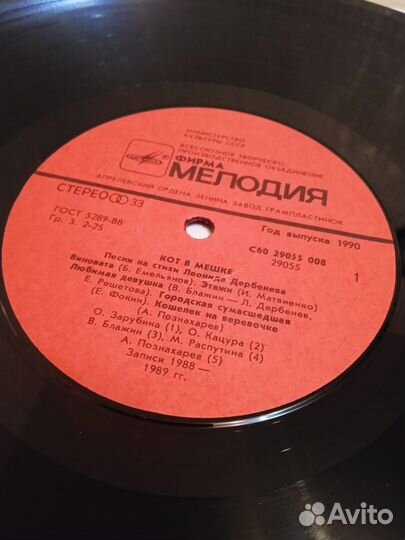 МИНИСТЕРСТВО
КУЛЬТУРЫ СССР
ВСЕСОЮЗНОЕ ТВОРЧЕСКО-
ПРОИЗВОДСТВЕННОЕ ОБЪЕДИНЕНИЕ
ФИРМА
МЕЛОДИЯ
АПРЕЛЕВСКИЙ ОРДЕНА ЛЕНИНА ЗАВОД ГРАМПЛАСТИНОК
СТЕРЕО 33
ГОСТ 5289-88
Гр. 3. 2-25
Год выпуска 1990
С60 29055 008
29055
1
КОТ В МЕШКЕ
Песни на стихи Леонида Дербенева
Виновата (Б. Емельянов). Этажи (И. Матвиенко)
Любимая девушка (В. Блажин — Л. Дербенев,
Е. Решетова). Городская сумасшедшая
(Е. Фокин). Кошелек на веревочке
(А. Познахарев)
О. Зарубина (1), О. Кацура (2)
В. Блажин (3), М. Распутина (4)
А. Познахарев (5)
Записи 1988—
1989 гг.
Avito